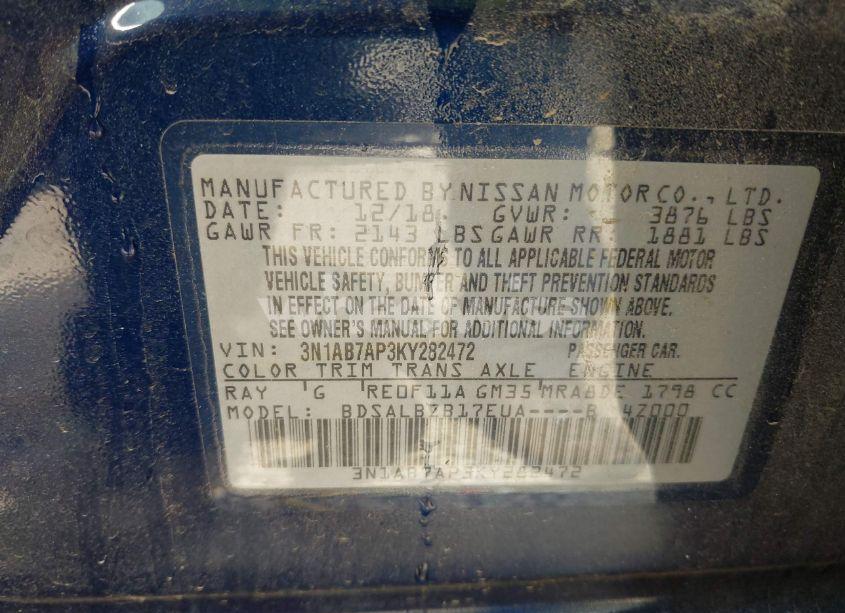 MANUFACTURED BY NISSAN MOTOR CO., LTD.
DATE: 12/18 GVWR: 3876 LBS
GAWR FR: 2143 LBS GAWR RR 1881 LBS
THIS VEHICLE CONFORMS TO ALL APPLICABLE FEDERAL MOTOR
VEHICLE SAFETY, BUMPER AND THEFT PREVENTION STANDARDS
IN EFFECT ON THE DATE OF MANUFACTURE SHOWN ABOVE.
SEE OWNER'S MANUAL FOR ADDITIONAL INFORMATION.
VIN: 3N1AB7AP3KY282472 PASSENGER CAR.
COLOR TRIM TRANS AXLE ENGINE
RAY G RE0F11A GM35 MRA8DE 1798 CC
MODEL:
3N1AB7AP3KY282472